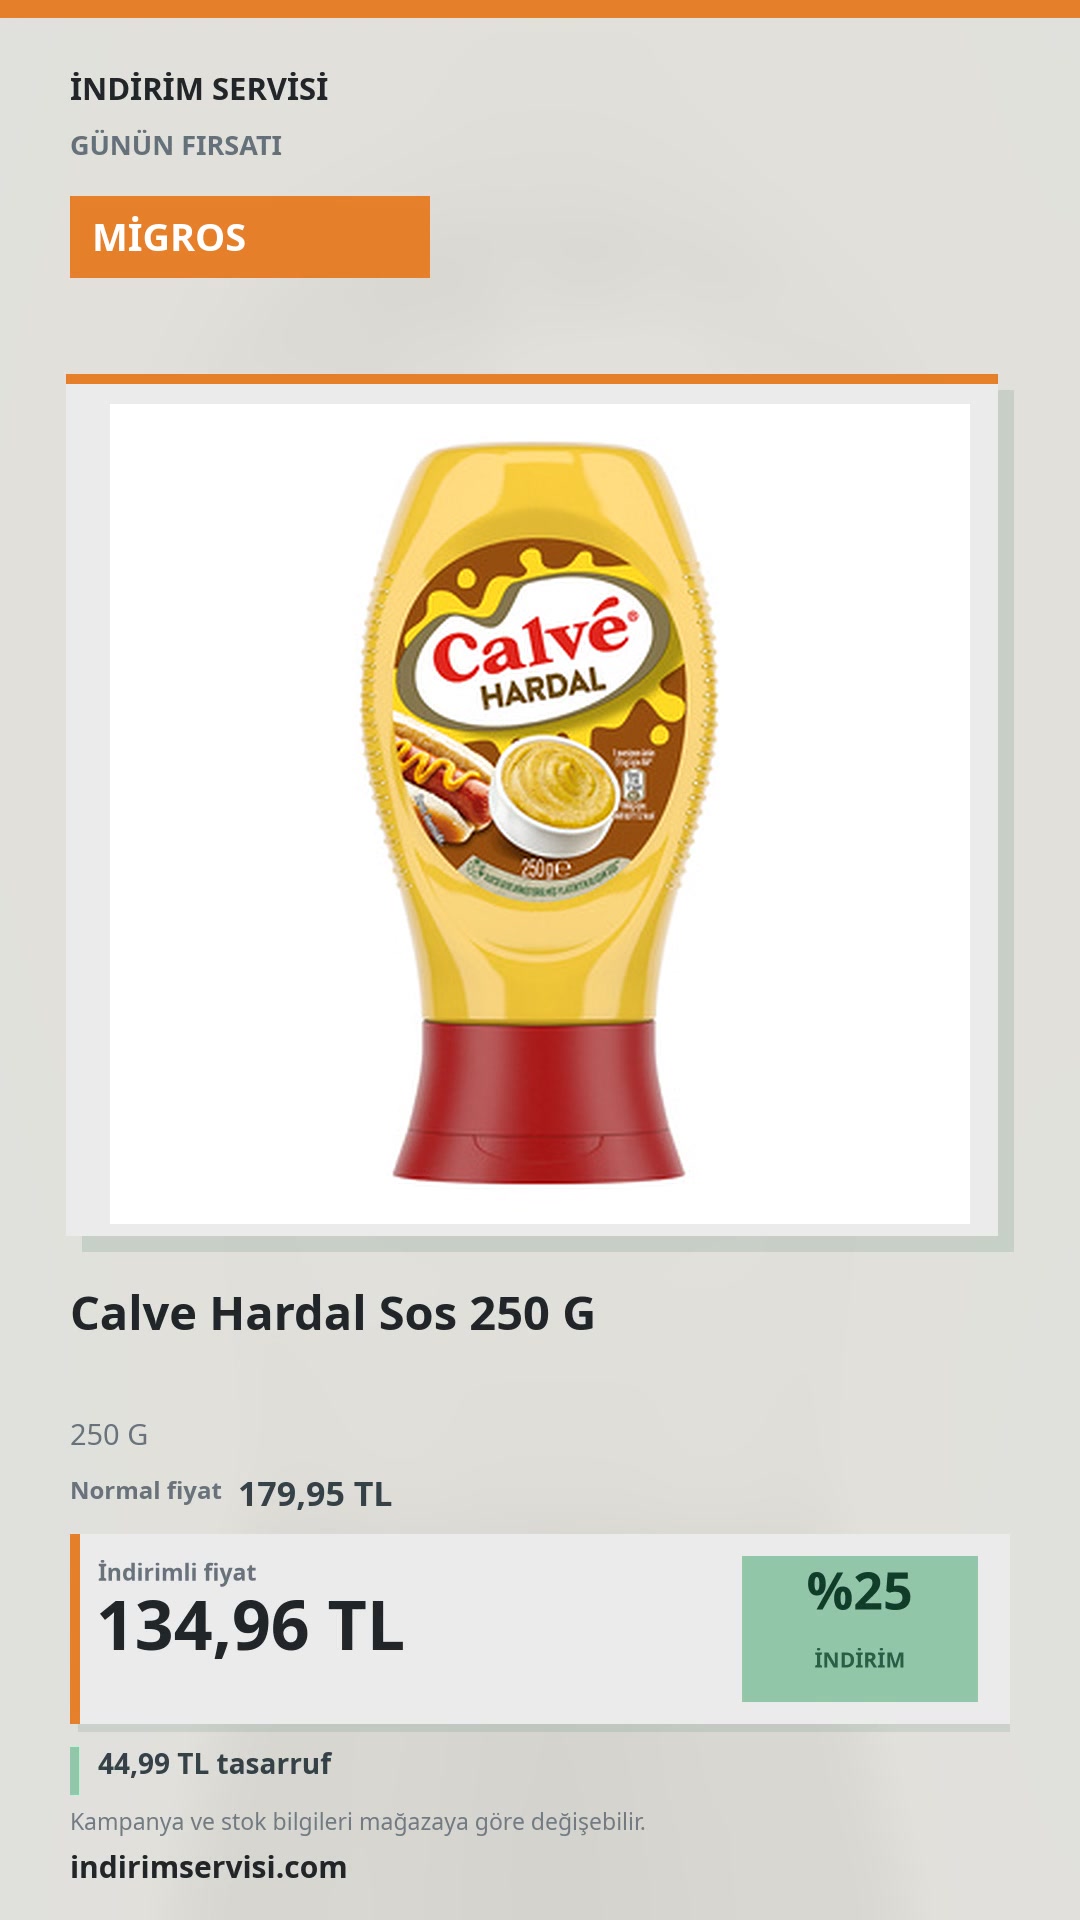 İNDİRİM SERVİSİ
GÜNÜN FIRSATI
MİGROS
Calvé®
HARDAL
250g℮
Calve Hardal Sos 250 G
250 G
Normal fiyat 179,95 TL
İndirimli fiyat
134,96 TL
%25
İNDİRİM
44,99 TL tasarruf
Kampanya ve stok bilgileri mağazaya göre değişebilir.
indirimservisi.com